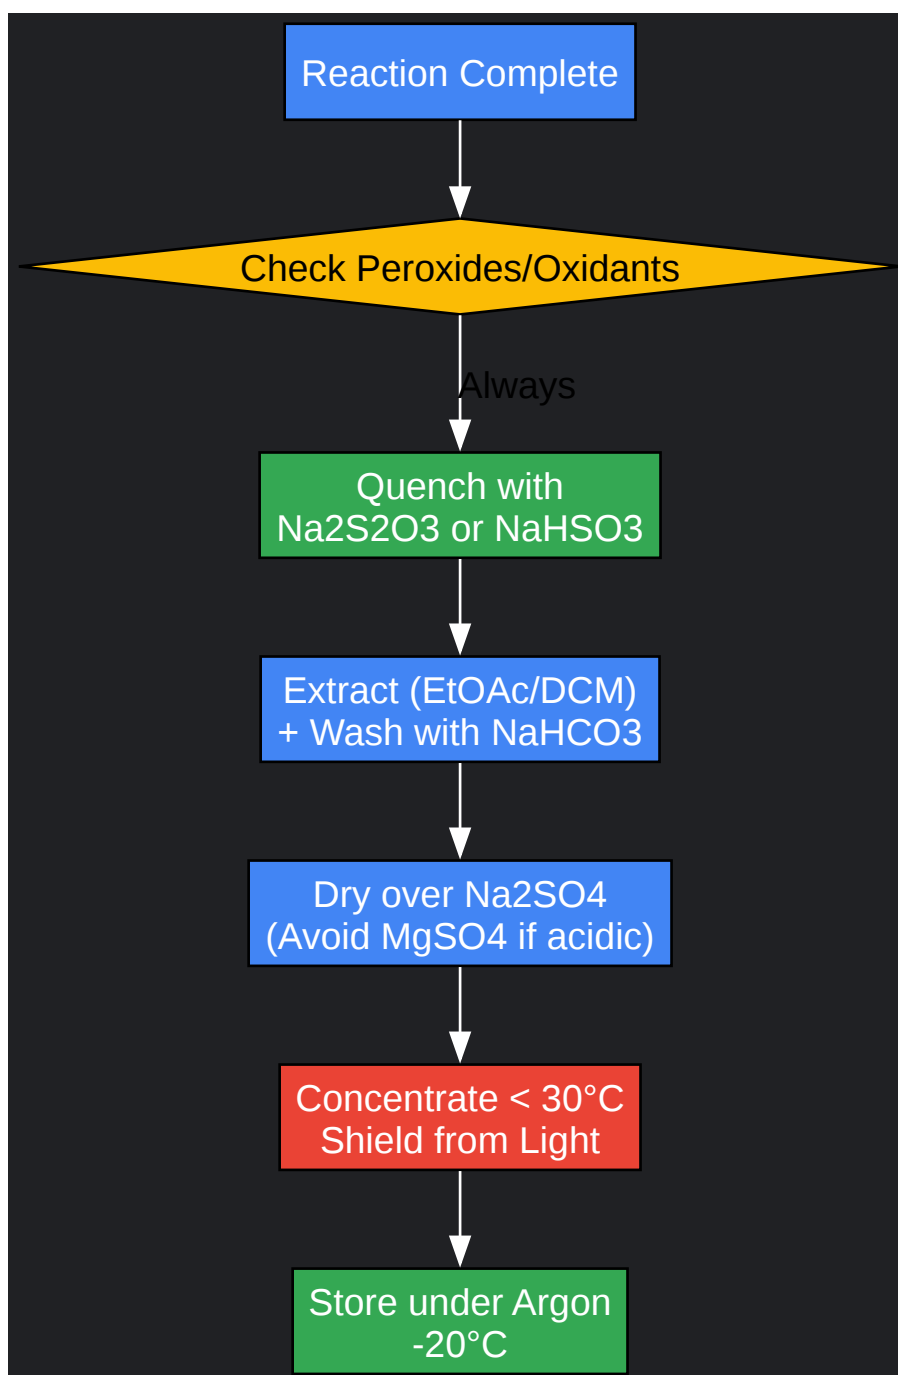 Reaction Complete
Check Peroxides/Oxidants
Always
Quench with
Na2S2O3 or NaHSO3
Extract (EtOAc/DCM)
+ Wash with NaHCO3
Dry over Na2SO4
(Avoid MgSO4 if acidic)
Concentrate < 30°C
Shield from Light
Store under Argon
-20°C